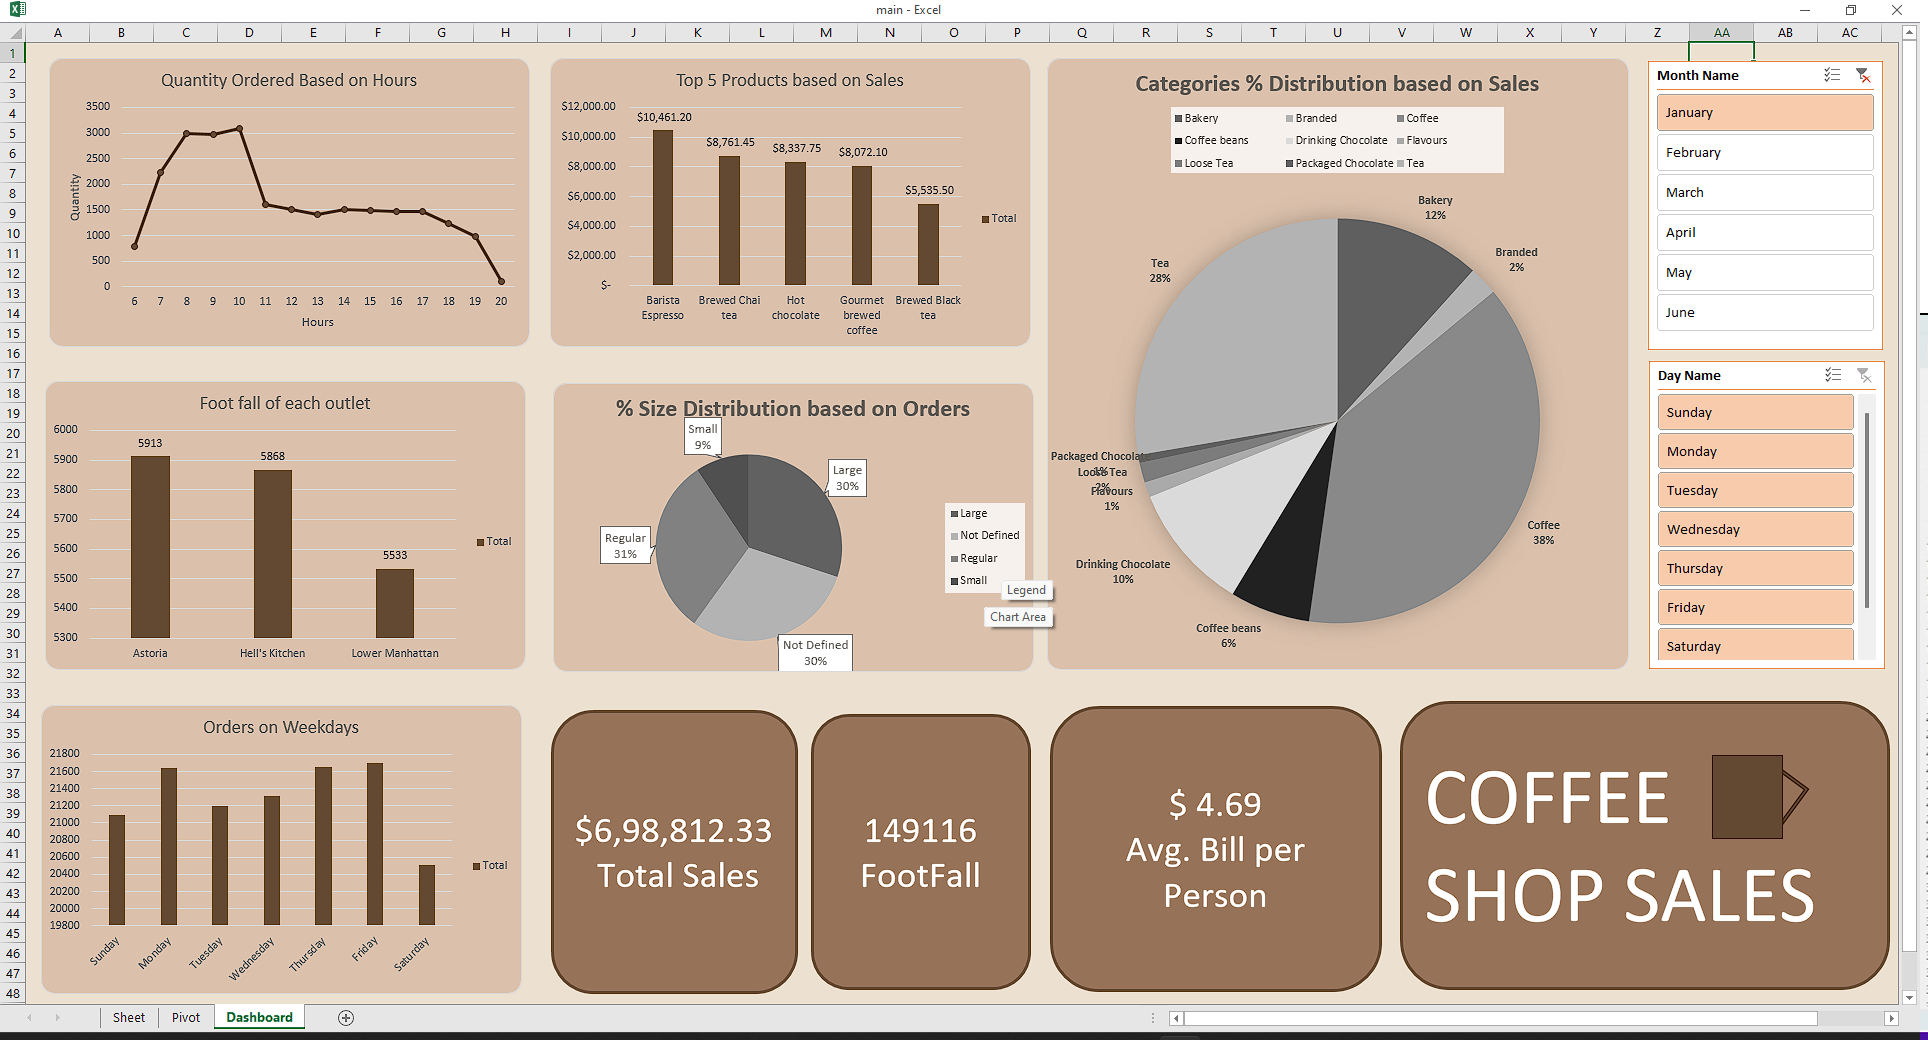 main - Excel
A B C D E F G H I J K L M N O P Q R S T U V W X Y Z AA AB AC
1
2
3
4
5
6
7
8
9
10
11
12
13
14
15
16
17
18
19
20
21
22
23
24
25
26
27
28
29
30
31
32
33
34
35
36
37
38
39
40
41
42
43
44
45
46
47
48
Quantity Ordered Based on Hours
Quantity
3500
3000
2500
2000
1500
1000
500
0
6 7 8 9 10 11 12 13 14 15 16 17 18 19 20
Hours
Top 5 Products based on Sales
$12,000.00
$10,000.00
$8,000.00
$6,000.00
$4,000.00
$2,000.00
$-
$10,461.20
$8,761.45
$8,337.75
$8,072.10
$5,535.50
Barista
Espresso
Brewed Chai
tea
Hot
chocolate
Gourmet
brewed
coffee
Brewed Black
tea
Total
Categories % Distribution based on Sales
Bakery Branded Coffee
Coffee beans Drinking Chocolate Flavours
Loose Tea Packaged Chocolate Tea
Bakery
12%
Branded
2%
Coffee
38%
Coffee beans
6%
Drinking Chocolate
10%
Flavours
1%
Loose Tea
2%
Packaged Chocolate
1%
Tea
28%
Month Name
January
February
March
April
May
June
Day Name
Sunday
Monday
Tuesday
Wednesday
Thursday
Friday
Saturday
Foot fall of each outlet
6000
5900
5800
5700
5600
5500
5400
5300
5913
5868
5533
Astoria Hell's Kitchen Lower Manhattan
Total
% Size Distribution based on Orders
Small
9%
Large
30%
Regular
31%
Not Defined
30%
Large
Not Defined
Regular
Small
Legend
Chart Area
Orders on Weekdays
21800
21600
21400
21200
21000
20800
20600
20400
20200
20000
19800
Sunday Monday Tuesday Wednesday Thursday Friday Saturday
Total
$6,98,812.33
Total Sales
149116
FootFall
$ 4.69
Avg. Bill per
Person
COFFEE
SHOP SALES
Sheet Pivot Dashboard